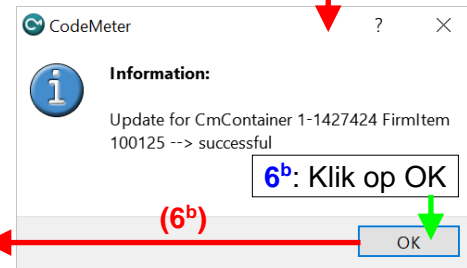 CodeMeter ?
Information:
Update for CmContainer 1-1427424 FirmItem
100125 --> successful
6ᵇ: Klik op OK
(6ᵇ)
OK